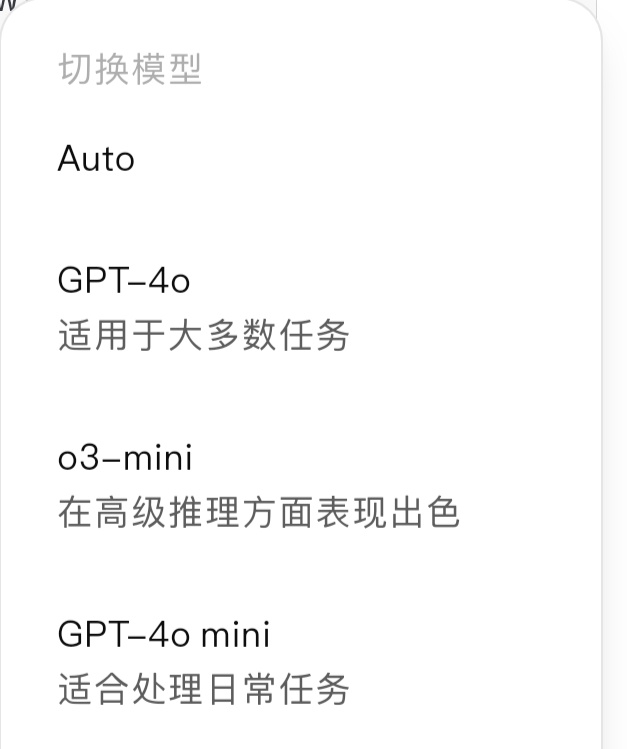 切换模型
Auto
GPT-4o
适用于大多数任务
o3-mini
在高级推理方面表现出色
GPT-4o mini
适合处理日常任务